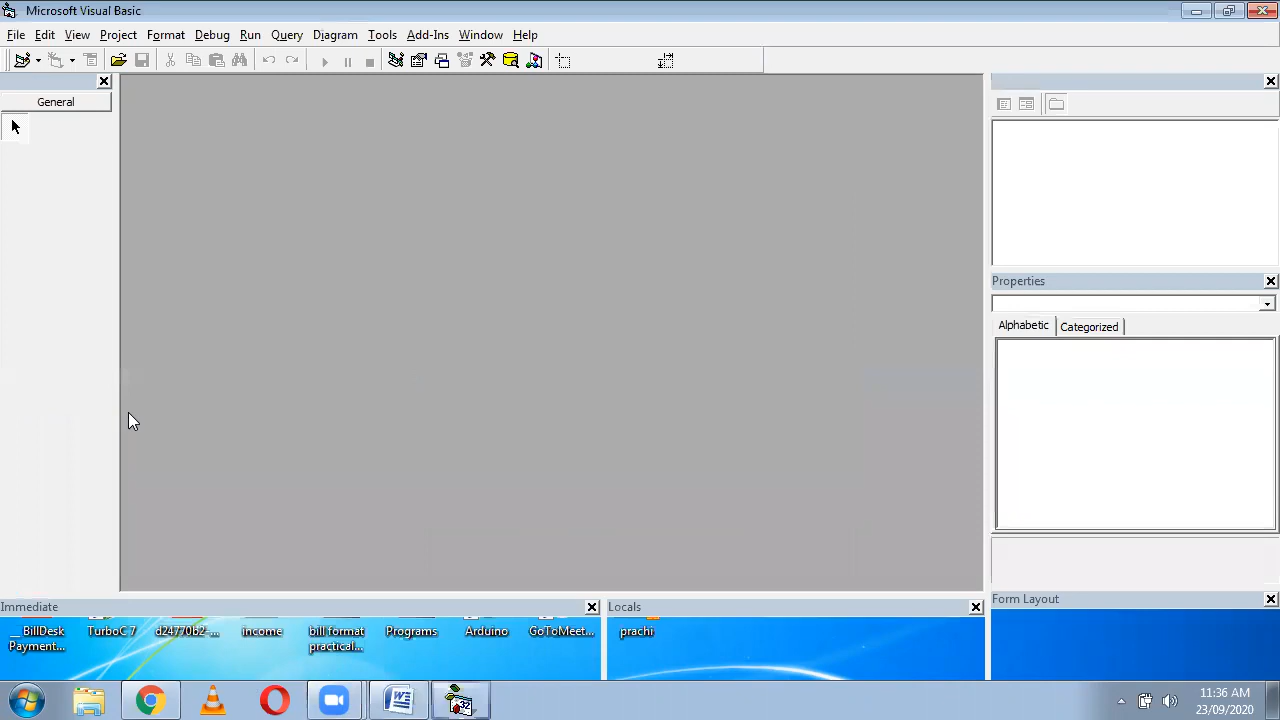 Microsoft Visual Basic
File Edit View Project Format Debug Run Query Diagram Tools Add-Ins Window Help
General
Properties
Alphabetic Categorized
Immediate
Locals
Form Layout
__ BillDesk Payment...
TurboC 7
d24770b2-...
income
bill format practical...
Programs
Arduino
GoToMeet...
prachi
32
11:36 AM
23/09/2020